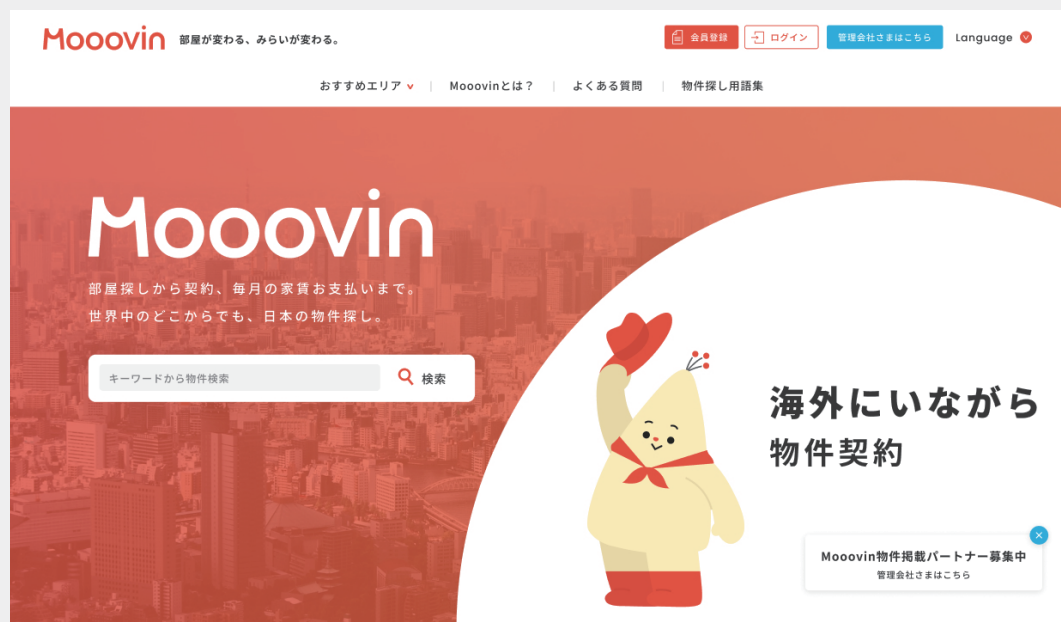 Mooovin
部屋が変わる、みらいが変わる。
会員登録
ログイン
管理会社さまはこちら
Language
おすすめエリア
Mooovinとは？
よくある質問
物件探し用語集
Mooovin
部屋探しから契約、毎月の家賃お支払いまで。
世界中のどこからでも、日本の物件探し。
キーワードから物件検索
検索
海外にいながら
物件契約
Mooovin物件掲載パートナー募集中
管理会社さまはこちら